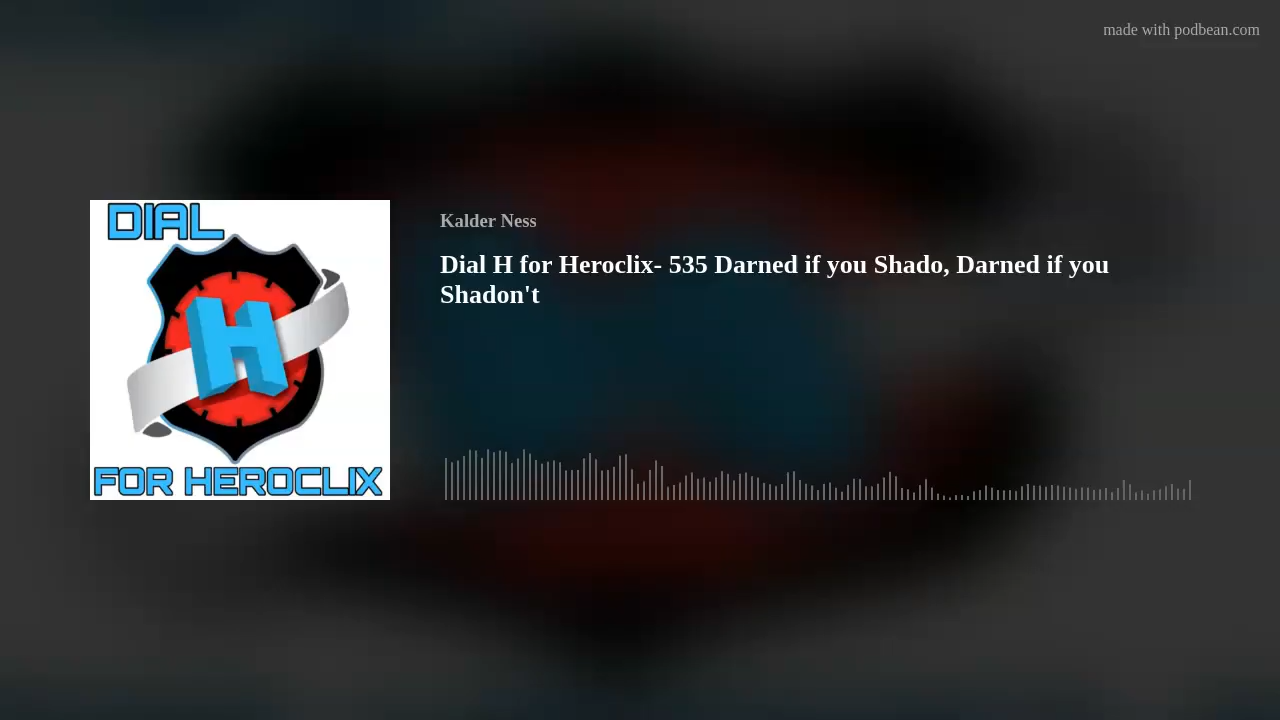 made with podbean.com
DIAL
H
FOR HEROCLIX
Kalder Ness
Dial H for Heroclix- 535 Darned if you Shado, Darned if you
Shadon't